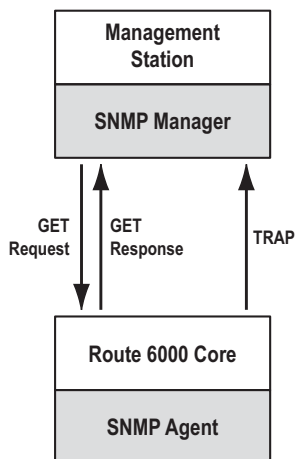 Management
Station
SNMP Manager
GET
Request
GET
Response
TRAP
Route 6000 Core
SNMP Agent